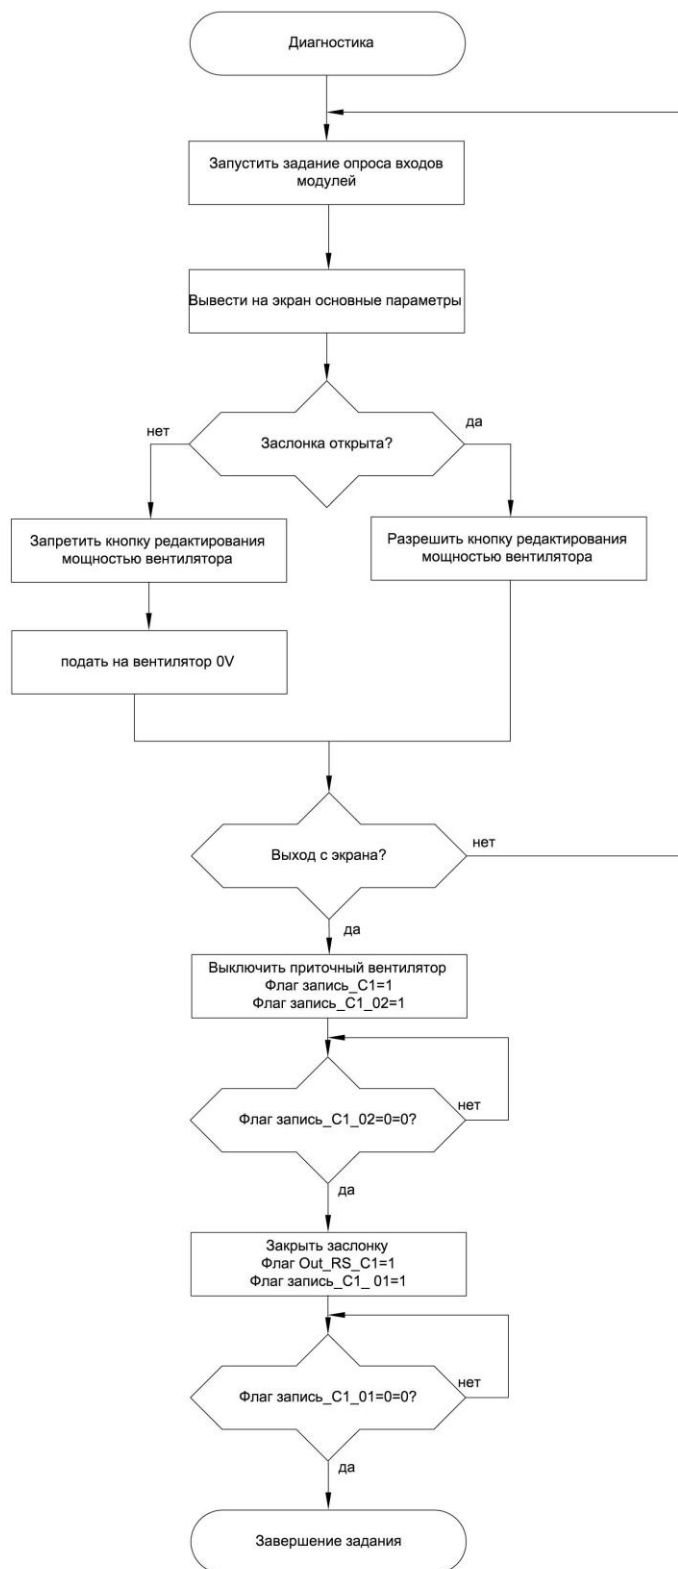 Диагностика
Запустить задание опроса входов
модулей
Вывести на экран основные параметры
Заслонка открыта?
нет
да
Запретить кнопку редактирования
мощностью вентилятора
Разрешить кнопку редактирования
мощностью вентилятора
подать на вентилятор 0V
Выход с экрана?
нет
да
Выключить приточный вентилятор
Флаг запись_С1=1
Флаг запись_С1_02=1
Флаг запись_С1_02=0=0?
нет
да
Закрыть заслонку
Флаг Out_RS_C1=1
Флаг запись_С1_ 01=1
Флаг запись_С1_01=0=0?
нет
да
Завершение задания